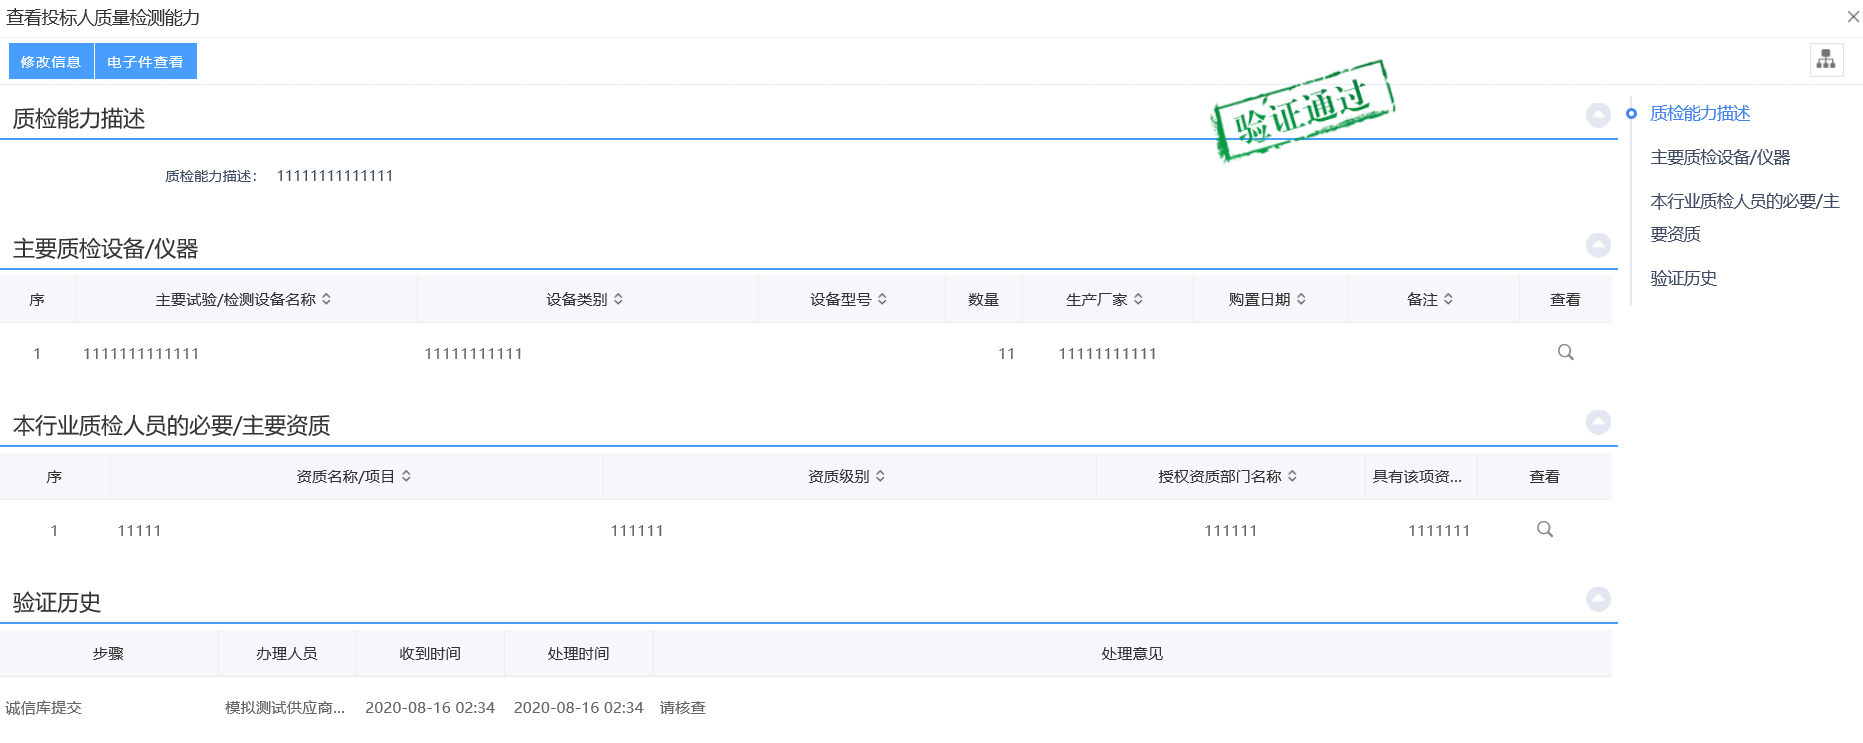 查看投标人质量检测能力
修改信息 电子件查看
验证通过
质检能力描述
质检能力描述： 11111111111111
主要质检设备/仪器
序 主要试验/检测设备名称 设备类别 设备型号 数量 生产厂家 购置日期 备注 查看
1 1111111111111 11111111111 11 11111111111
本行业质检人员的必要/主要资质
序 资质名称/项目 资质级别 授权资质部门名称 具有该项资... 查看
1 11111 111111 111111 1111111
验证历史
步骤 办理人员 收到时间 处理时间 处理意见
诚信库提交 模拟测试供应商... 2020-08-16 02:34 2020-08-16 02:34 请核查
质检能力描述
主要质检设备/仪器
本行业质检人员的必要/主
要资质
验证历史